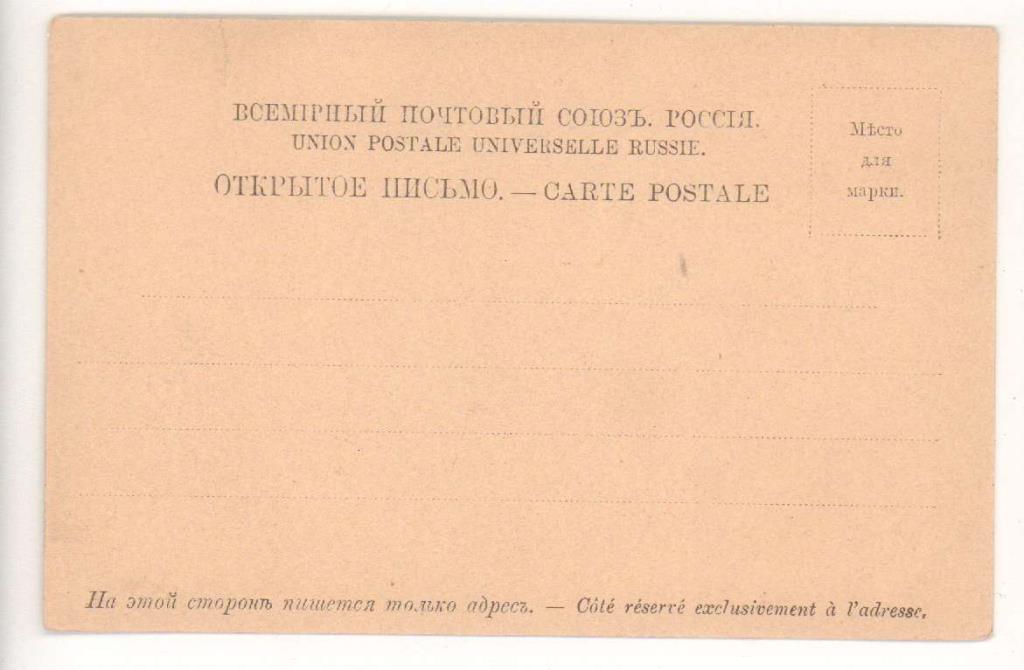 ВСЕМІРНЫЙ ПОЧТОВЫЙ СОЮЗЪ. РОССІЯ.
UNION POSTALE UNIVERSELLE RUSSIE.
ОТКРЫТОЕ ПИСЬМО. — CARTE POSTALE
Мѣсто
для
марки.
На этой сторонѣ пишется только адресъ. — Côté réservé exclusivement à l'adresse.